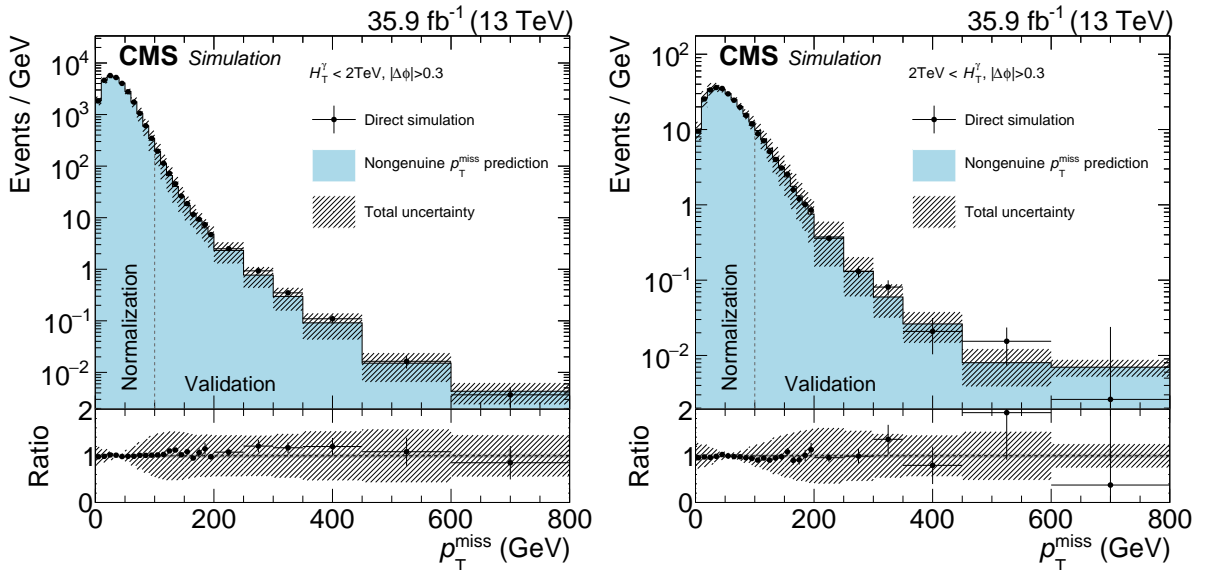 35.9 fb⁻¹ (13 TeV)
CMS Simulation
H_T^γ < 2TeV, |Δϕ|>0.3
Direct simulation
Nongenuine p_T^miss prediction
Total uncertainty
Events / GeV
10⁴
10³
10²
10
1
10⁻¹
10⁻²
Normalization
Validation
Ratio
2
1
0
0 200 400 600 800
p_T^miss (GeV)
35.9 fb⁻¹ (13 TeV)
CMS Simulation
2TeV < H_T^γ, |Δϕ|>0.3
Direct simulation
Nongenuine p_T^miss prediction
Total uncertainty
Events / GeV
10²
10
1
10⁻¹
10⁻²
Normalization
Validation
Ratio
2
1
0
0 200 400 600 800
p_T^miss (GeV)